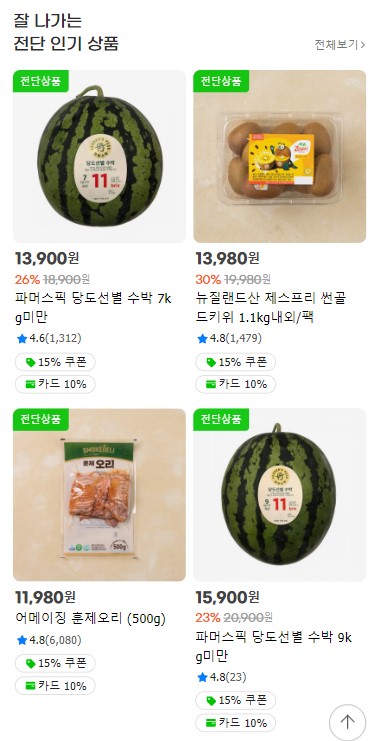 잘 나가는
전단 인기 상품
전체보기 >
전단상품
당도선별 수박
7
11
전단상품
13,900원
26% 18,900원
파머스픽 당도선별 수박 7k
g미만
4.6(1,312)
15% 쿠폰
카드 10%
13,980원
30% 19,980원
뉴질랜드산 제스프리 썬골
드키위 1.1kg내외/팩
4.8(1,479)
15% 쿠폰
카드 10%
전단상품
SMOKEDELI
훈제 오리
500g
전단상품
당도선별 수박
9
11
11,980원
어메이징 훈제오리 (500g)
4.8(6,080)
15% 쿠폰
카드 10%
15,900원
23% 20,900원
파머스픽 당도선별 수박 9k
g미만
4.8(23)
15% 쿠폰
카드 10%